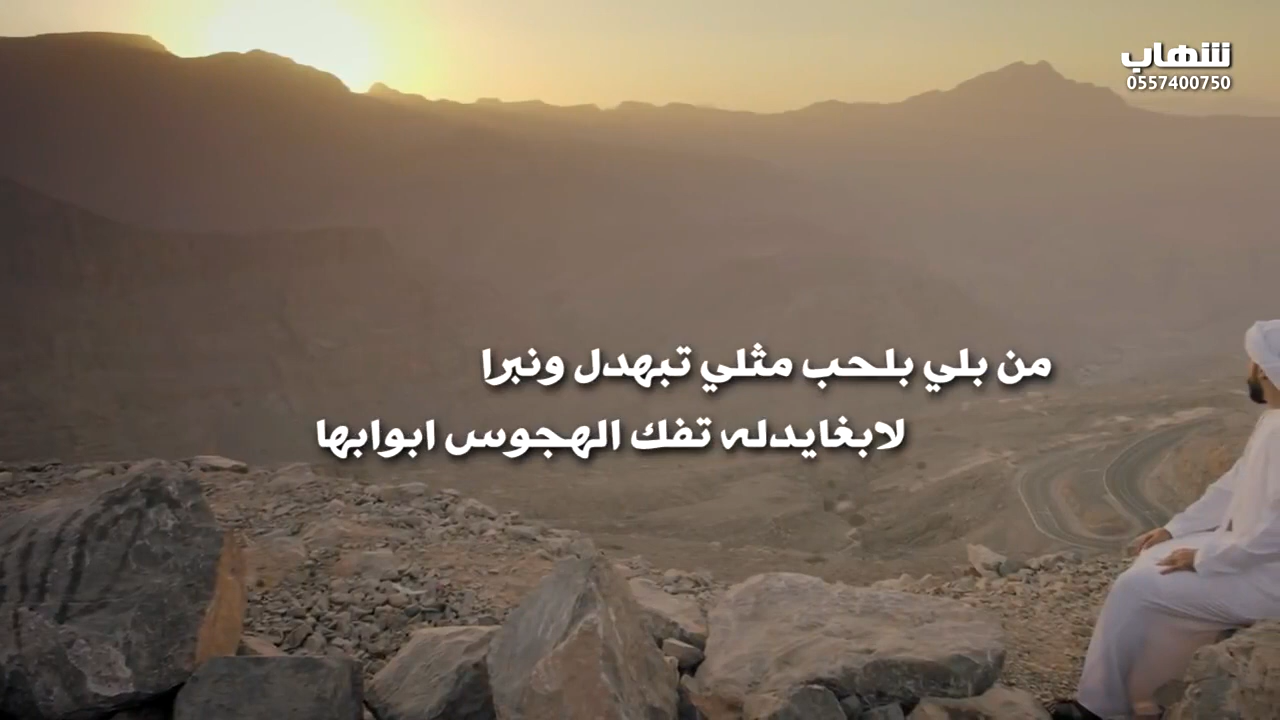 شهاب
0557400750
من بلي بلحب مثلي تبهدل ونبرا
لابغايدله تفك الهجوس ابوابها